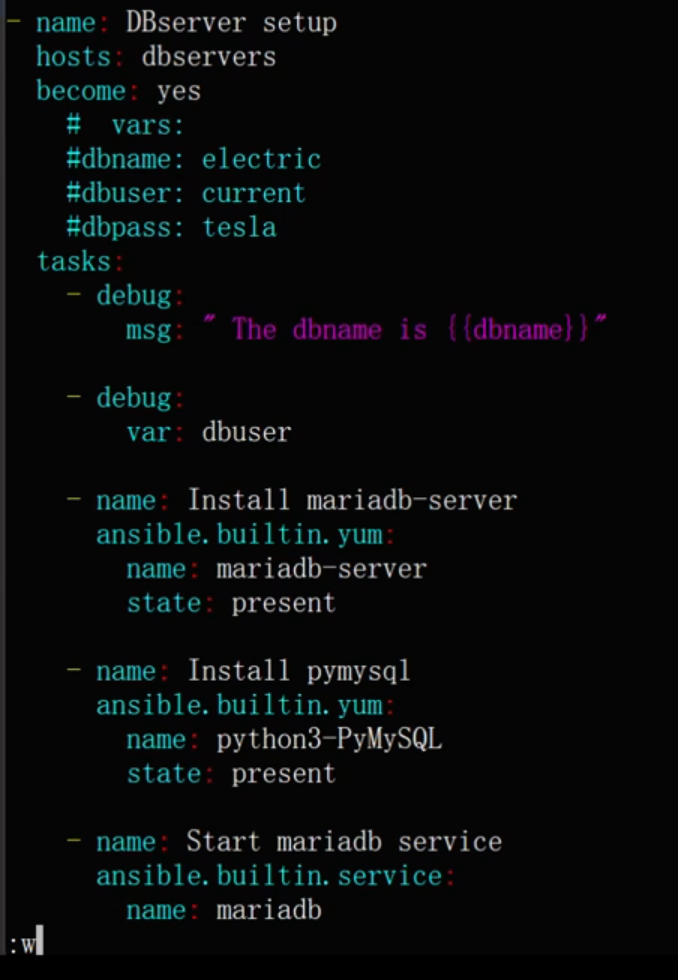 - name: DBserver setup
  hosts: dbservers
  become: yes
    #  vars:
    #dbname: electric
    #dbuser: current
    #dbpass: tesla
  tasks:
    - debug:
        msg: " The dbname is {{dbname}}"

    - debug:
        var: dbuser

    - name: Install mariadb-server
      ansible.builtin.yum:
        name: mariadb-server
        state: present

    - name: Install pymysql
      ansible.builtin.yum:
        name: python3-PyMySQL
        state: present

    - name: Start mariadb service
      ansible.builtin.service:
        name: mariadb
:w